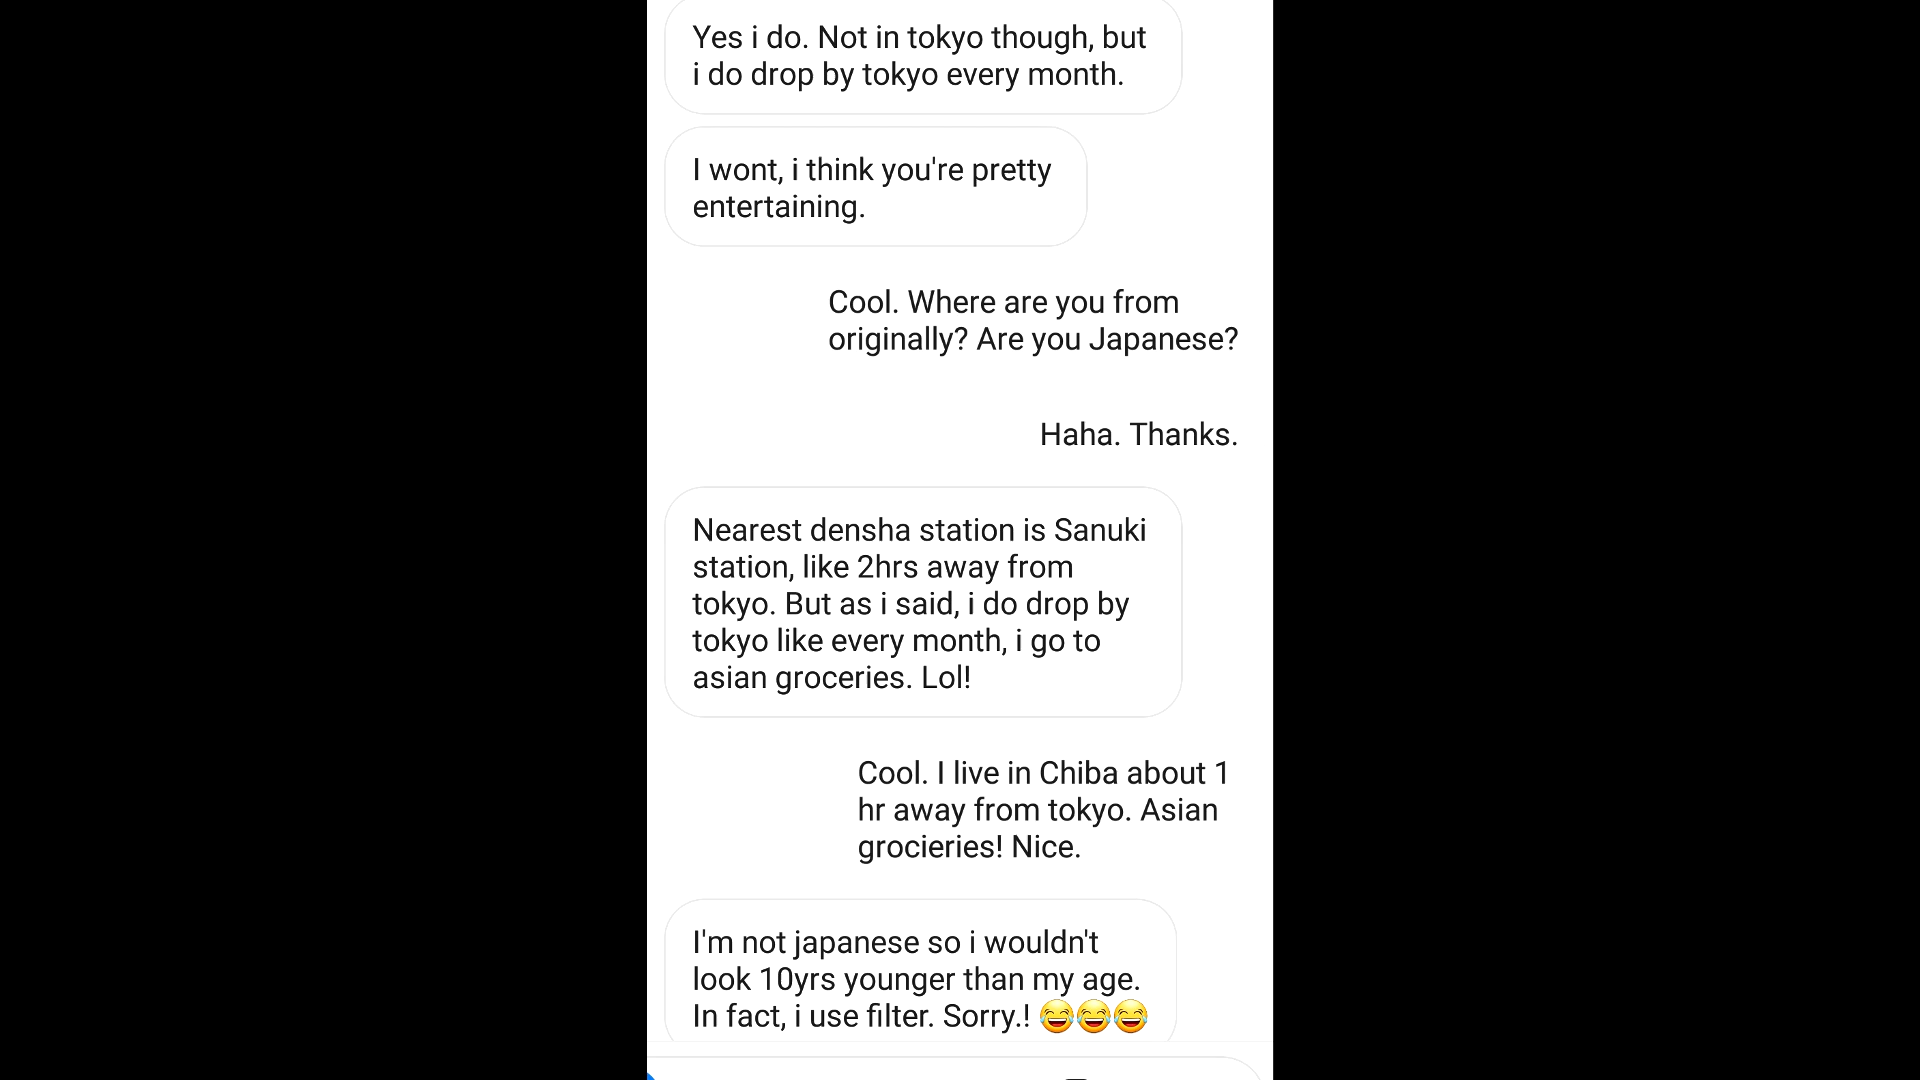 Yes i do. Not in tokyo though, but
i do drop by tokyo every month.
I wont, i think you're pretty
entertaining.
Cool. Where are you from
originally? Are you Japanese?
Haha. Thanks.
Nearest densha station is Sanuki
station, like 2hrs away from
tokyo. But as i said, i do drop by
tokyo like every month, i go to
asian groceries. Lol!
Cool. I live in Chiba about 1
hr away from tokyo. Asian
grocieries! Nice.
I'm not japanese so i wouldn't
look 10yrs younger than my age.
In fact, i use filter. Sorry.! 😂😂😂